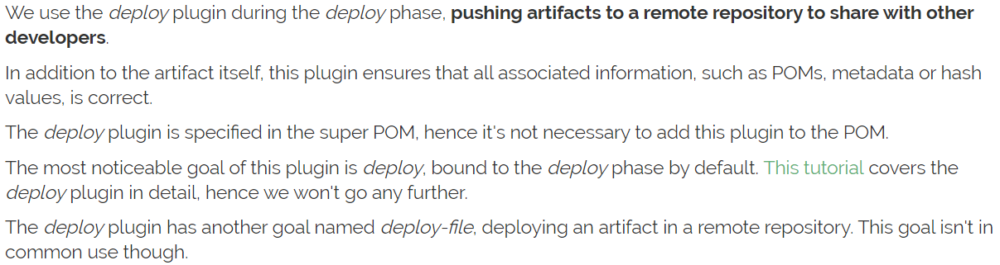 We use the deploy plugin during the deploy phase, pushing artifacts to a remote repository to share with other
developers.
In addition to the artifact itself, this plugin ensures that all associated information, such as POMs, metadata or hash
values, is correct.
The deploy plugin is specified in the super POM, hence it's not necessary to add this plugin to the POM.
The most noticeable goal of this plugin is deploy, bound to the deploy phase by default. This tutorial covers the
deploy plugin in detail, hence we won't go any further.
The deploy plugin has another goal named deploy-file, deploying an artifact in a remote repository. This goal isn't in
common use though.